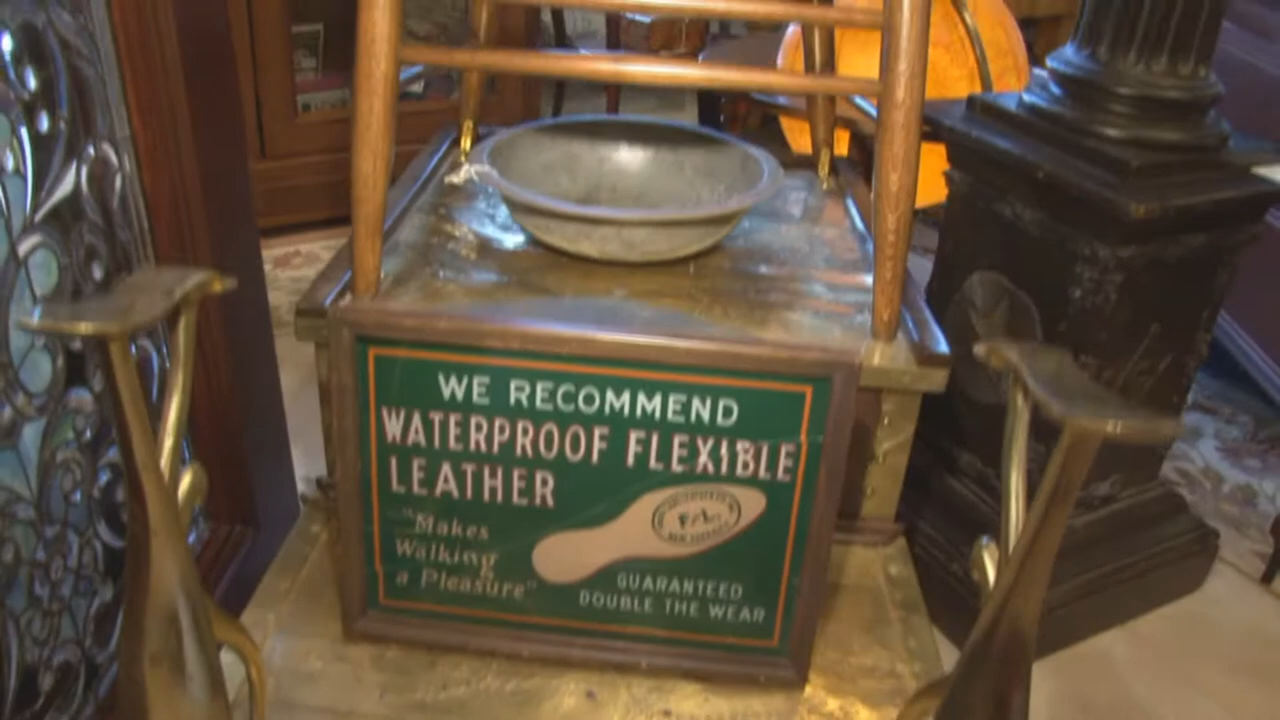 WE RECOMMEND
WATERPROOF FLEXIBLE
LEATHER
"Makes
Walking
a Pleasure"
GUARANTEED
DOUBLE THE WEAR